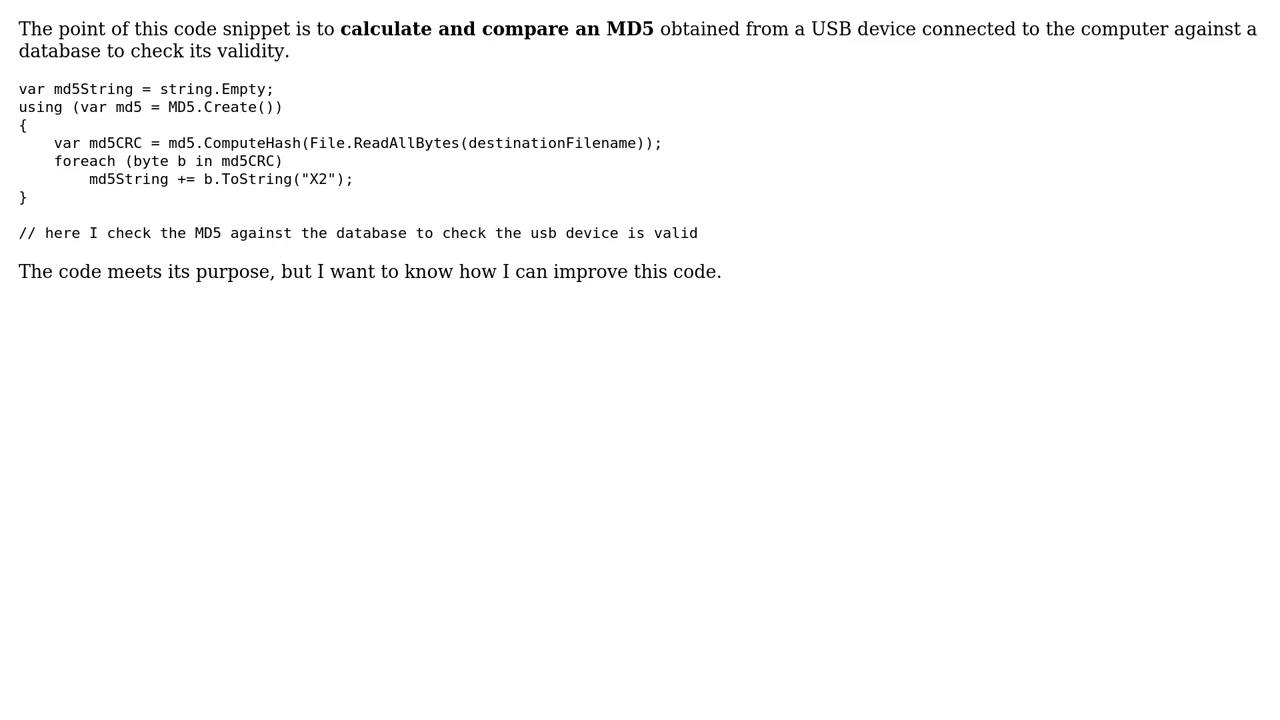 The point of this code snippet is to calculate and compare an MD5 obtained from a USB device connected to the computer against a
database to check its validity.
var md5String = string.Empty;
using (var md5 = MD5.Create())
{
    var md5CRC = md5.ComputeHash(File.ReadAllBytes(destinationFilename));
    foreach (byte b in md5CRC)
        md5String += b.ToString("X2");
}
// here I check the MD5 against the database to check the usb device is valid
The code meets its purpose, but I want to know how I can improve this code.